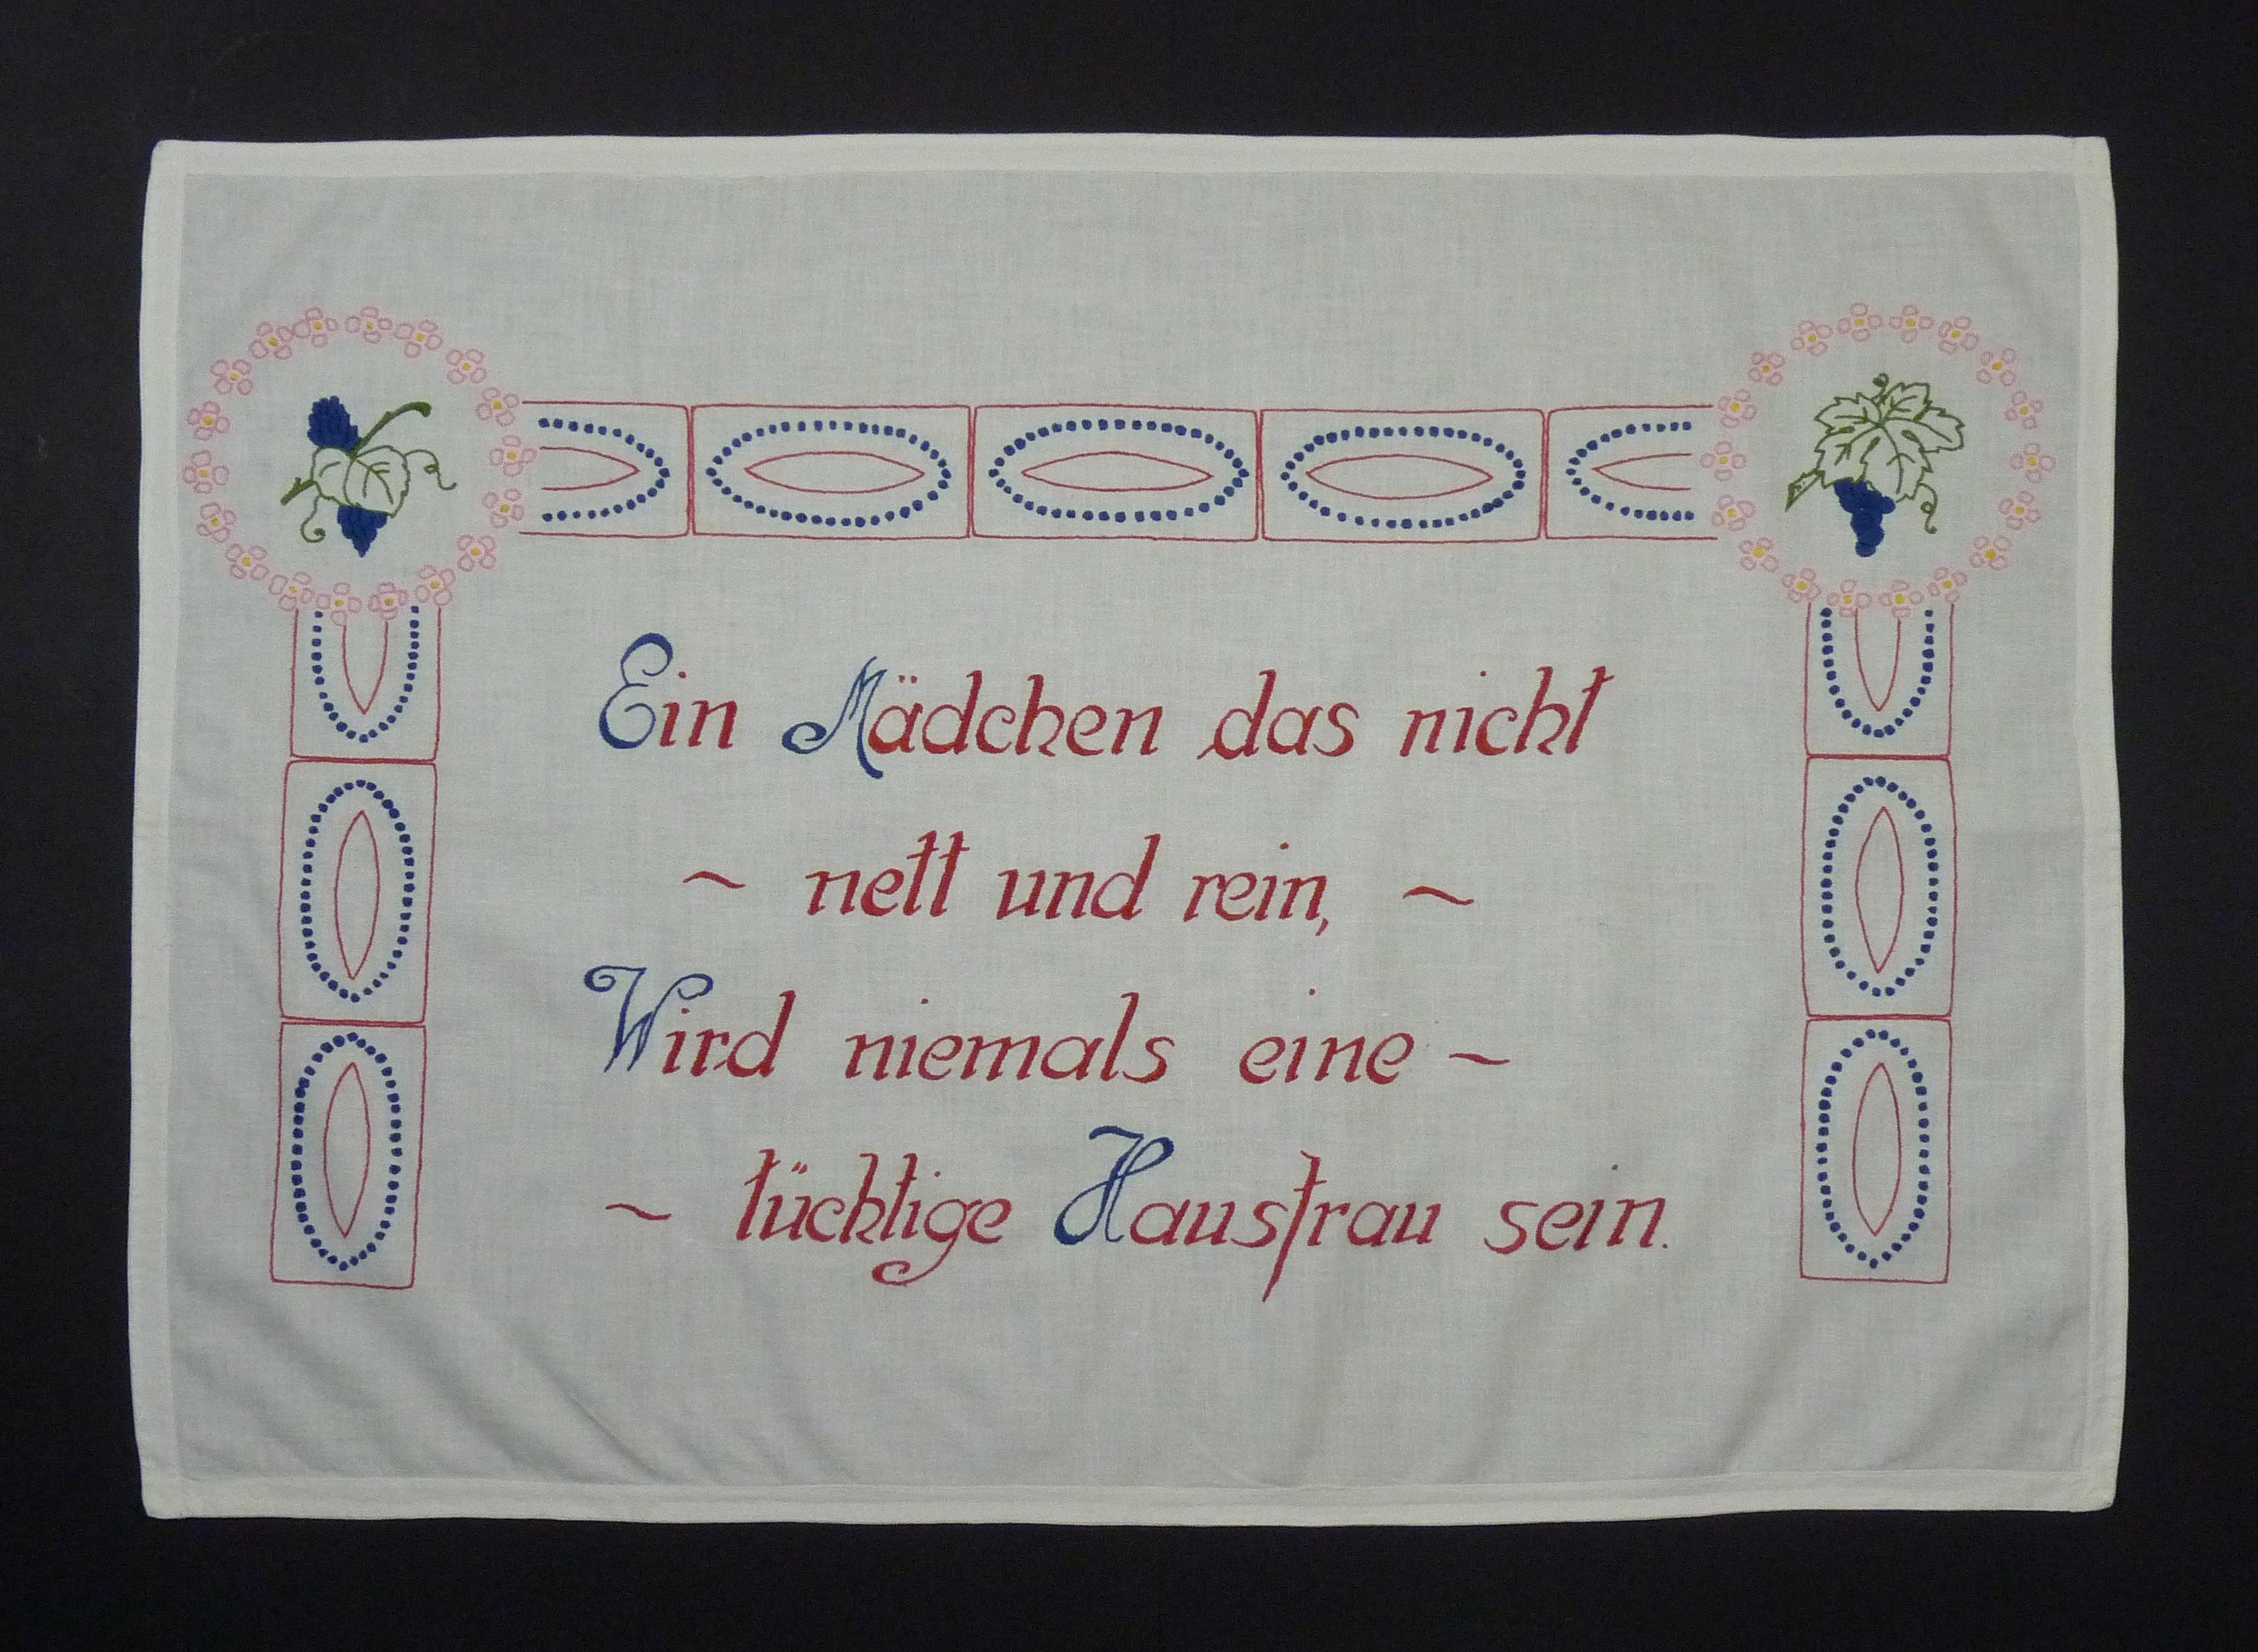 Ein Mädchen das nicht
~ nett und rein, ~
Wird niemals eine ~
~ tüchtige Hausfrau sein.